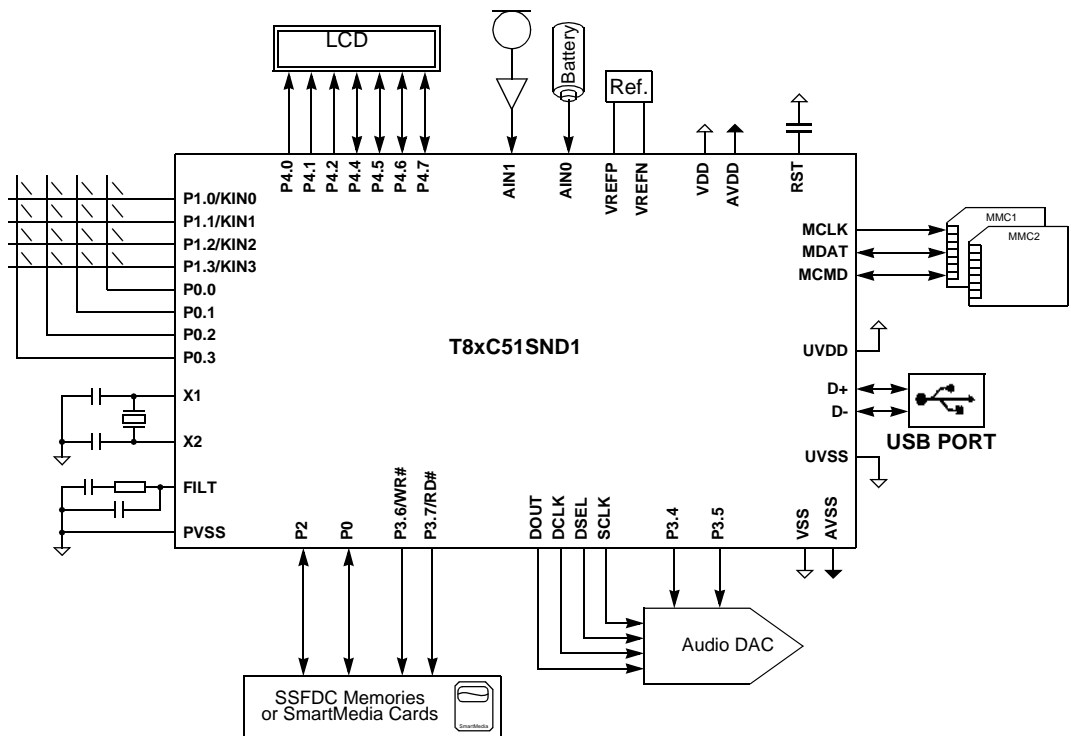 LCD
Battery
Ref.
P4.0
P4.1
P4.2
P4.4
P4.5
P4.6
P4.7
AIN1
AIN0
VREFP
VREFN
VDD
AVDD
RST
P1.0/KIN0
P1.1/KIN1
P1.2/KIN2
P1.3/KIN3
P0.0
P0.1
P0.2
P0.3
X1
X2
FILT
PVSS
T8xC51SND1
MCLK
MDAT
MCMD
MMC1
MMC2
UVDD
D+
D-
USB PORT
UVSS
P2
P0
P3.6/WR#
P3.7/RD#
DOUT
DCLK
DSEL
SCLK
P3.4
P3.5
VSS
AVSS
Audio DAC
SSFDC Memories
or SmartMedia Cards
SmartMedia